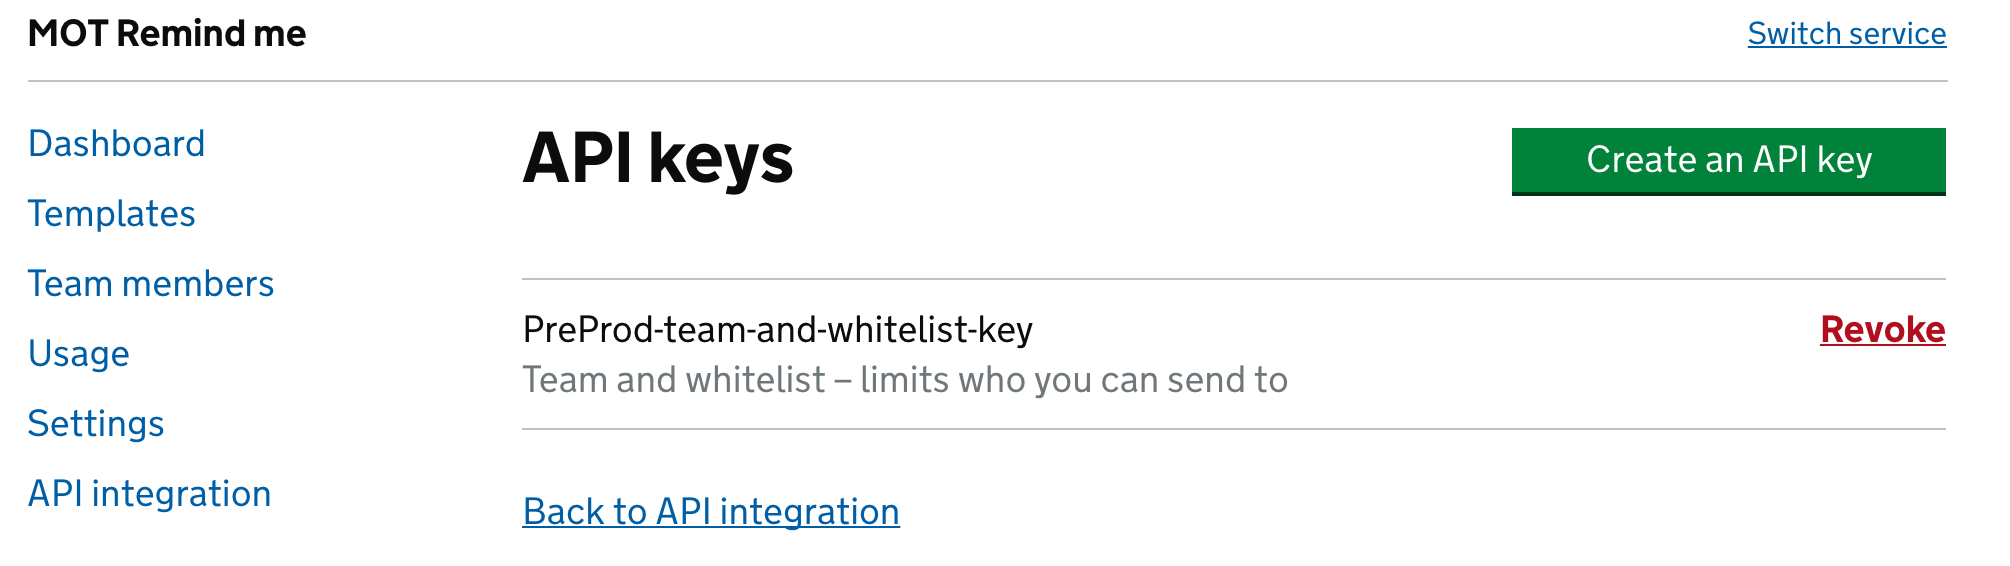 MOT Remind me
Switch service
Dashboard
Templates
Team members
Usage
Settings
API integration
API keys
Create an API key
PreProd-team-and-whitelist-key
Revoke
Team and whitelist – limits who you can send to
Back to API integration